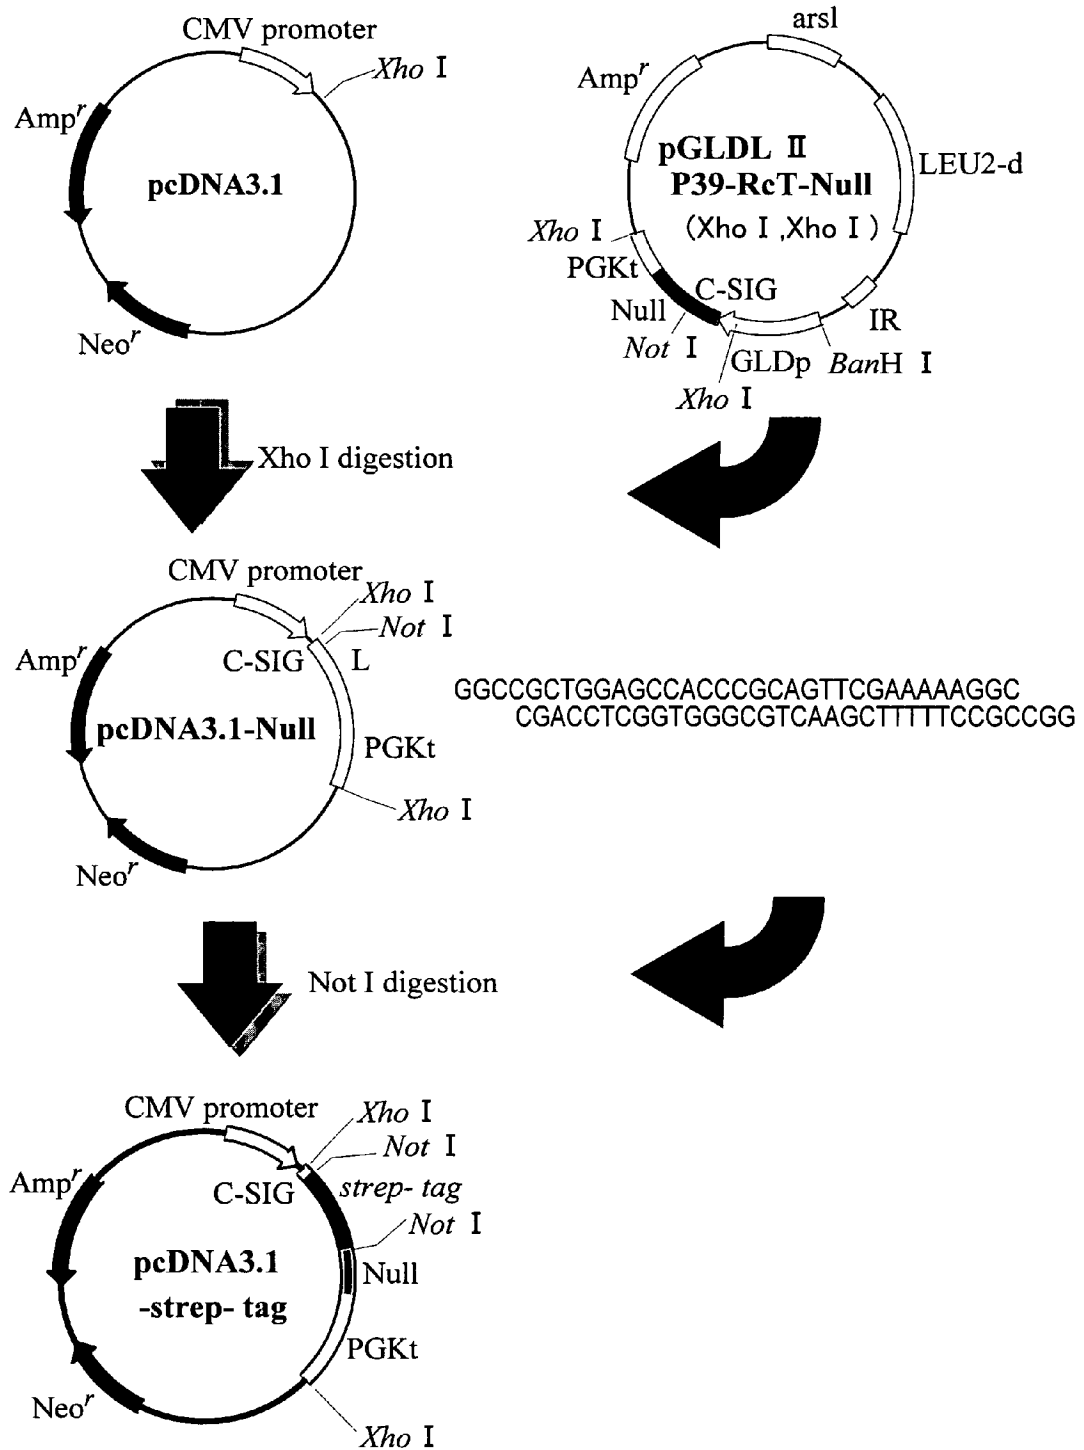 CMV promoter
Xho I
Amp^r
pcDNA3.1
Neo^r
arsI
Amp^r
pGLDL II
P39-RcT-Null
(Xho I ,Xho I )
LEU2-d
Xho I
PGKt
C-SIG
Null
Not I
IR
GLDp
BanH I
Xho I
Xho I digestion
CMV promoter
Xho I
Not I
Amp^r
C-SIG
L
pcDNA3.1-Null
PGKt
Xho I
Neo^r
GGCCGCTGGAGCCACCCGCAGTTCGAAAAAGGC
CGACCTCGGTGGGCGTCAAGCTTTTTCCGCCGG
Not I digestion
CMV promoter
Xho I
Not I
Amp^r
C-SIG
strep- tag
Not I
pcDNA3.1
-strep- tag
Null
PGKt
Neo^r
Xho I